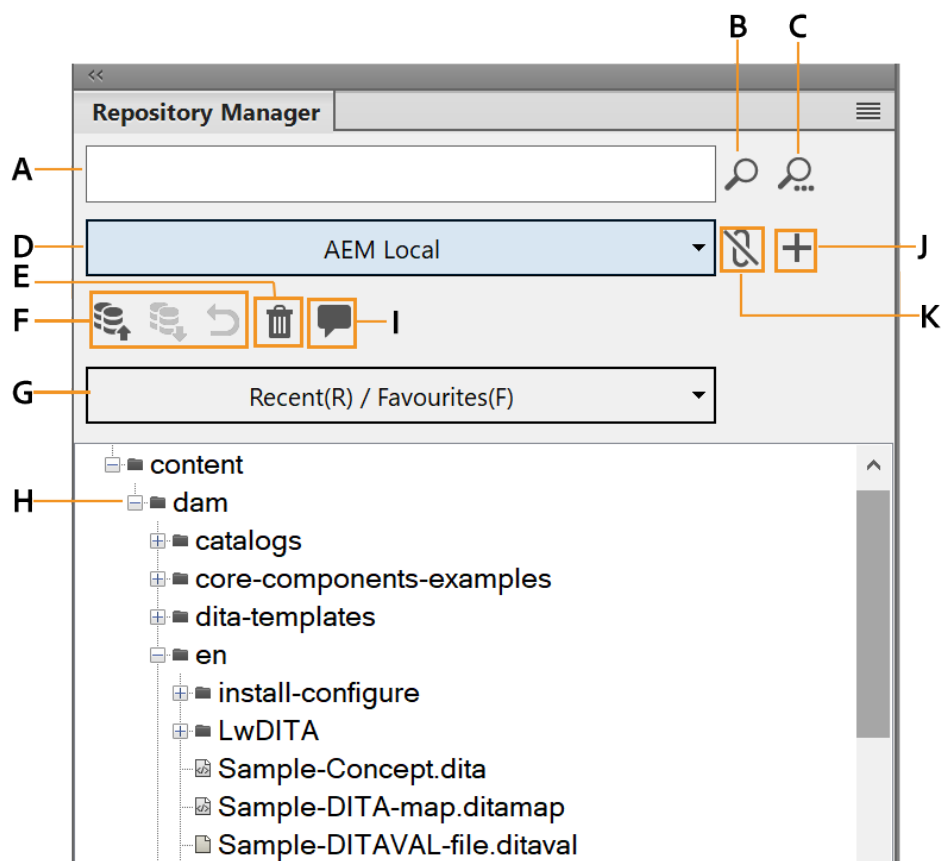 B C
<<
Repository Manager
A
D AEM Local J
E
F I K
G Recent(R) / Favourites(F)
content
H dam
catalogs
core-components-examples
dita-templates
en
install-configure
LwDITA
Sample-Concept.dita
Sample-DITA-map.ditamap
Sample-DITAVAL-file.ditaval